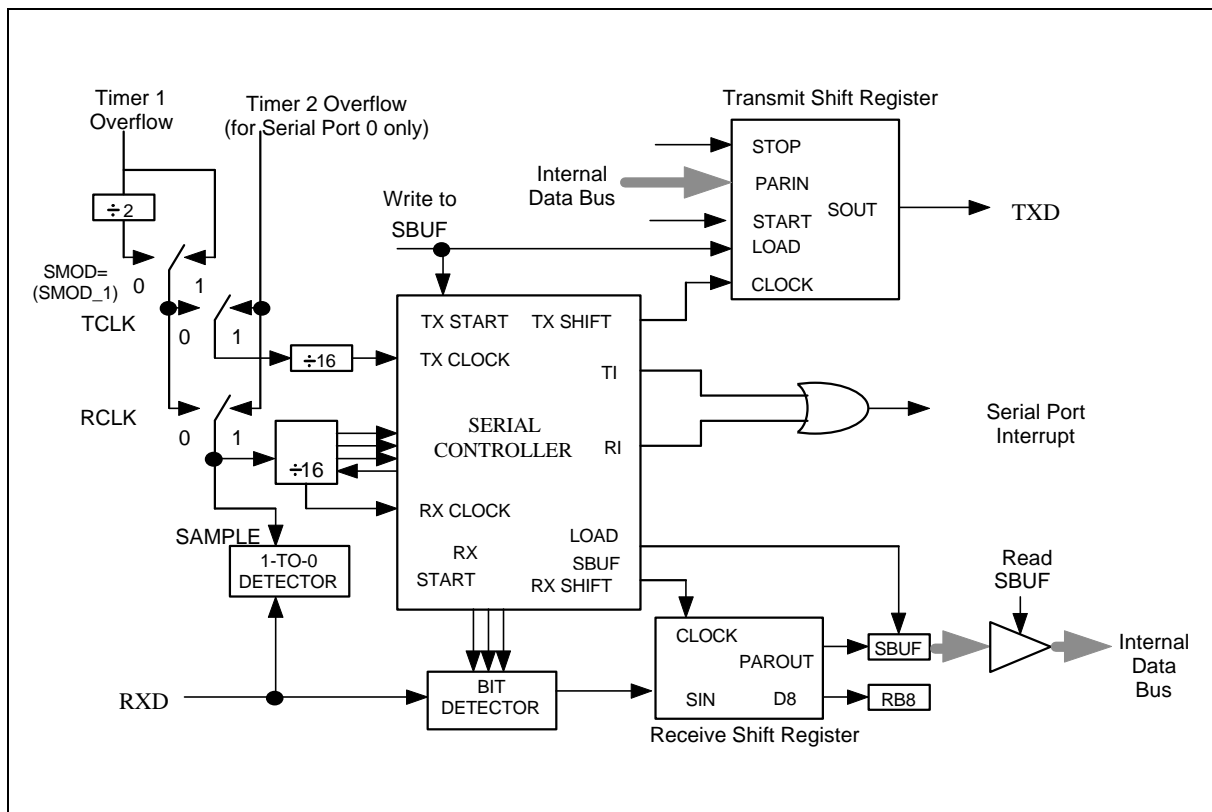 Timer 1
Overflow
Timer 2 Overflow
(for Serial Port 0 only)
÷2
SMOD=
(SMOD_1)
0
1
TCLK
0
1
RCLK
0
1
÷16
÷16
SAMPLE
1-TO-0
DETECTOR
RXD
Write to
SBUF
TX START
TX SHIFT
TX CLOCK
TI
SERIAL
CONTROLLER
RI
RX CLOCK
LOAD
SBUF
RX
START
RX SHIFT
BIT
DETECTOR
Transmit Shift Register
Internal
Data Bus
STOP
PARIN
SOUT
START
LOAD
CLOCK
TXD
Serial Port
Interrupt
CLOCK
PAROUT
SIN
D8
Receive Shift Register
SBUF
RB8
Read
SBUF
Internal
Data
Bus